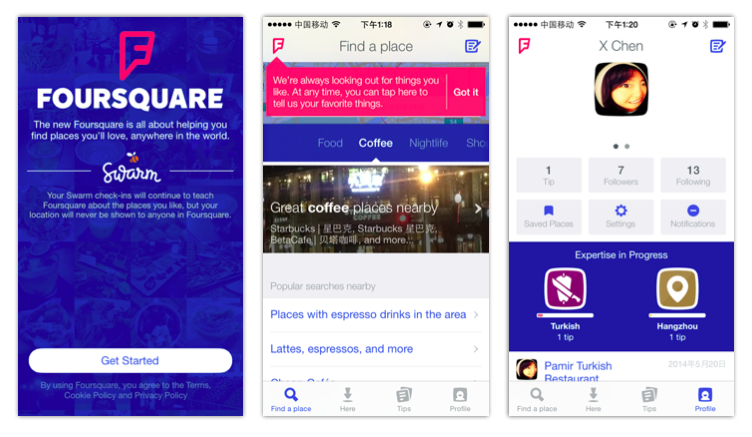 FOURSQUARE
The new Foursquare is all about helping you
find places you'll love, anywhere in the world.
Swarm
Your Swarm check-ins will continue to teach
Foursquare about the places you like, but your
location will never be shown to anyone in Foursquare.
Get Started
By using Foursquare, you agree to the Terms,
Cookie Policy and Privacy Policy
中国移动 下午1:18
Find a place
We're always looking out for things you
like. At any time, you can tap here to
tell us your favorite things.
Got it
Food Coffee Nightlife Sho
Great coffee places nearby
Starbucks | 星巴克, Starbucks 星巴克,
BetaCafe | 贝塔咖啡, and more...
Popular searches nearby
Places with espresso drinks in the area
Lattes, espressos, and more
Find a place Here Tips Profile
中国移动 下午1:20
X Chen
1 7 13
Tip Followers Following
Saved Places Settings Notifications
Expertise in Progress
Turkish Hangzhou
1 tip 1 tip
Pamir Turkish 2014年5月20日
Restaurant
Find a place Here Tips Profile